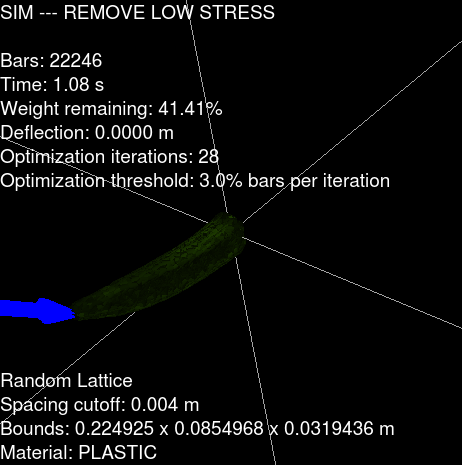 SIM --- REMOVE LOW STRESS
Bars: 22246
Time: 1.08 s
Weight remaining: 41.41%
Deflection: 0.0000 m
Optimization iterations: 28
Optimization threshold: 3.0% bars per iteration
Random Lattice
Spacing cutoff: 0.004 m
Bounds: 0.224925 x 0.0854968 x 0.0319436 m
Material: PLASTIC